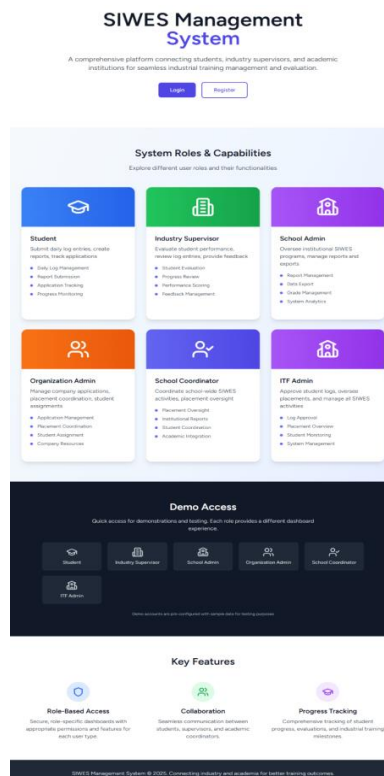 SIWES Management
System
A comprehensive platform connecting students, industry supervisors, and academic
institutions for seamless industrial training management and evaluation.
Login
Register
System Roles & Capabilities
Explore different user roles and their functionalities
Student
Submit daily log entries, create
reports, track applications
Daily Log Management
Report Submission
Application Tracking
Progress Monitoring
Industry Supervisor
Evaluate student performance,
review log entries, provide feedback
Student Evaluation
Progress Review
Performance Scoring
Feedback Management
School Admin
Oversee institutional SIWES
programs, manage reports and
exports
Report Management
Data Export
Grade Management
System Analytics
Organization Admin
Manage company applications,
placement coordination, student
assignments
Application Management
Placement Coordination
Student Assignment
Company Resources
School Coordinator
Coordinate school-wide SIWES
activities, placement oversight
Placement Oversight
Institutional Reports
Student Coordination
Academic Integration
ITF Admin
Approve student logs, oversee
placements, and manage all SIWES
activities
Log Approval
Placement Overview
Student Monitoring
System Management
Demo Access
Quick access for demonstrations and testing. Each role provides a different dashboard
experience.
Student
Industry Supervisor
School Admin
Organization Admin
School Coordinator
ITF Admin
Demo accounts are pre-configured with sample data for testing purposes
Key Features
Role-Based Access
Secure, role-specific dashboards with
appropriate permissions and features for
each user type.
Collaboration
Seamless communication between
students, supervisors, and academic
coordinators.
Progress Tracking
Comprehensive tracking of student
progress, evaluations, and industrial training
milestones.
SIWES Management System © 2025. Connecting industry and academia for better training outcomes.